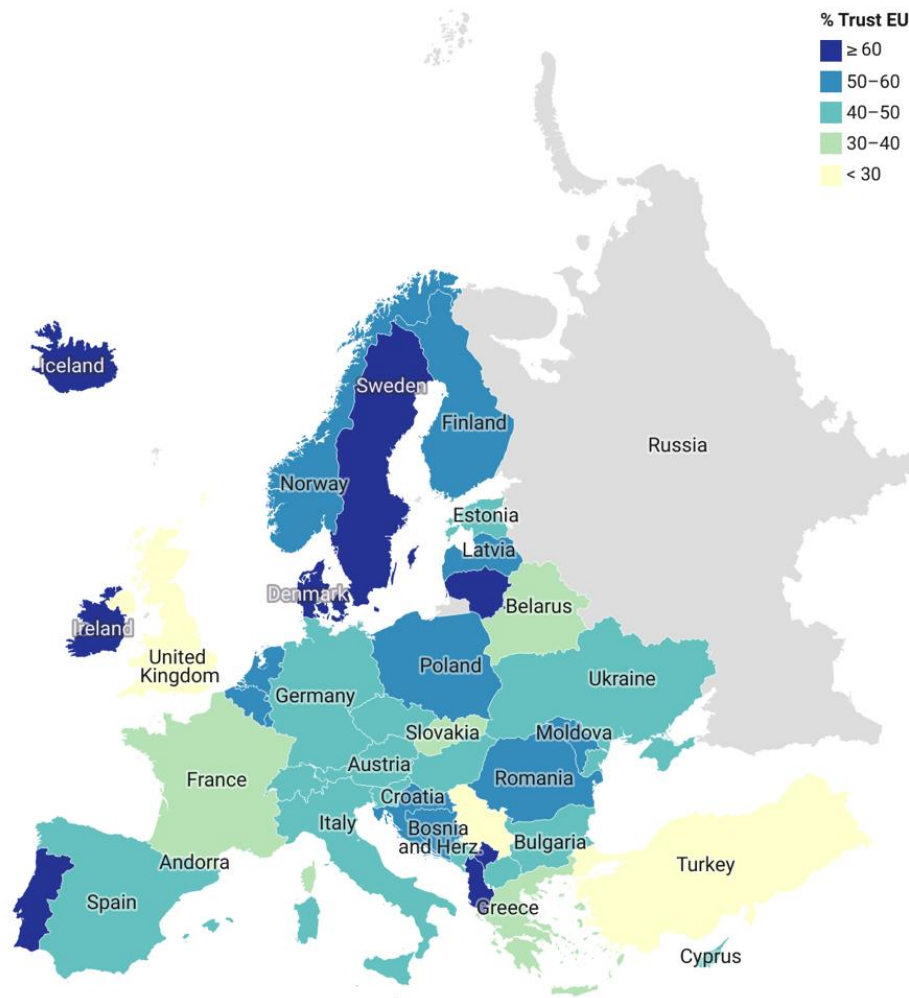 % Trust EU
≥ 60
50–60
40–50
30–40
< 30
Iceland
Sweden
Finland
Russia
Norway
Estonia
Latvia
Denmark
Belarus
Ireland
United
Kingdom
Poland
Ukraine
Germany
Slovakia
Moldova
Austria
France
Romania
Croatia
Italy
Bosnia
and Herz.
Bulgaria
Andorra
Turkey
Spain
Greece
Cyprus